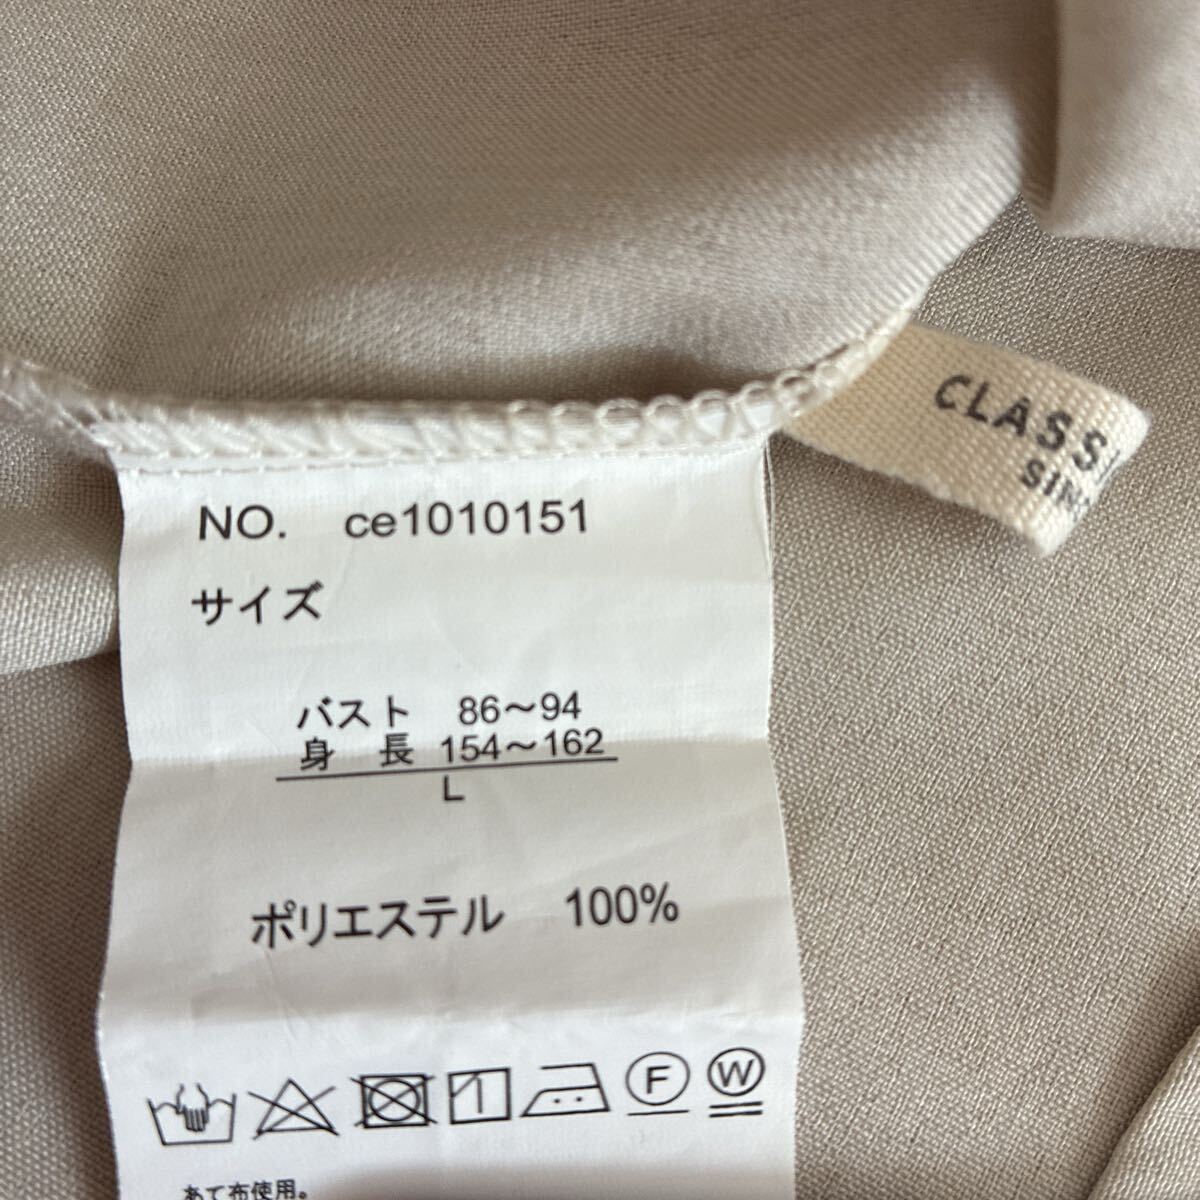 NO. ce1010151
サイズ
バスト 86～94
身 長 154～162
L
ポリエステル 100%
F W
あて布使用。
CLASS